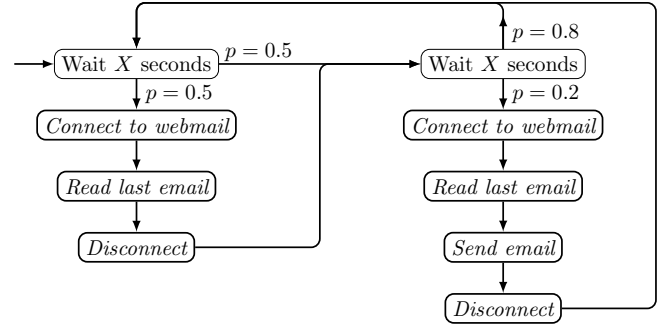 p = 0.8
Wait X seconds
p = 0.5
Wait X seconds
p = 0.5
p = 0.2
Connect to webmail
Connect to webmail
Read last email
Read last email
Disconnect
Send email
Disconnect